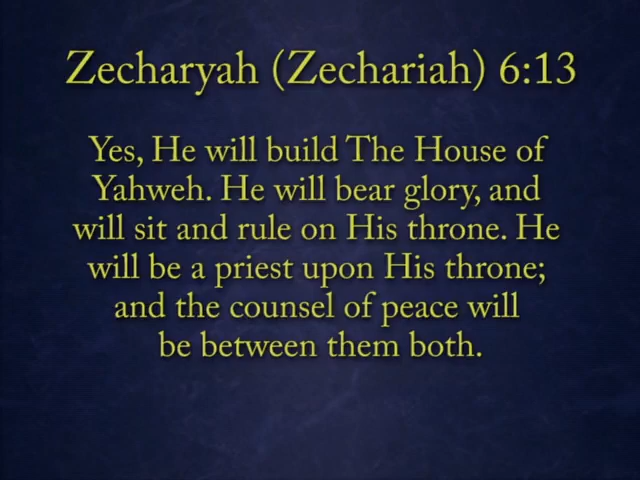 Zecharyah (Zechariah) 6:13
Yes, He will build The House of
Yahweh. He will bear glory, and
will sit and rule on His throne. He
will be a priest upon His throne;
and the counsel of peace will
be between them both.